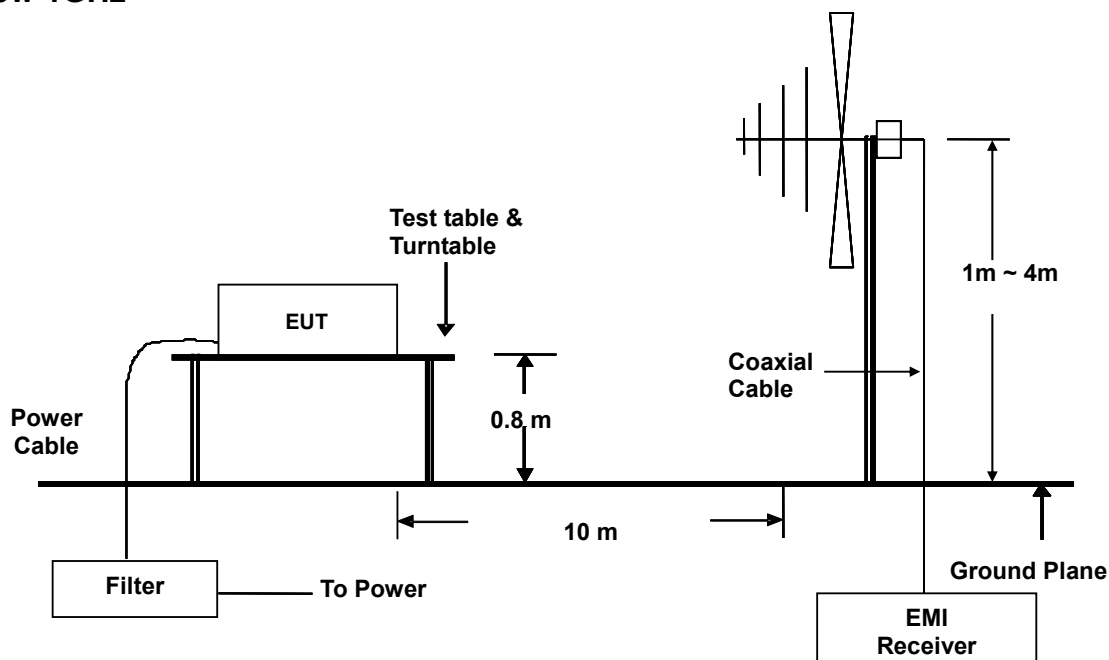 1GHz
Test table &
Turntable
EUT
1m ~ 4m
Coaxial
Cable
0.8 m
Power
Cable
10 m
Filter
To Power
Ground Plane
EMI
Receiver